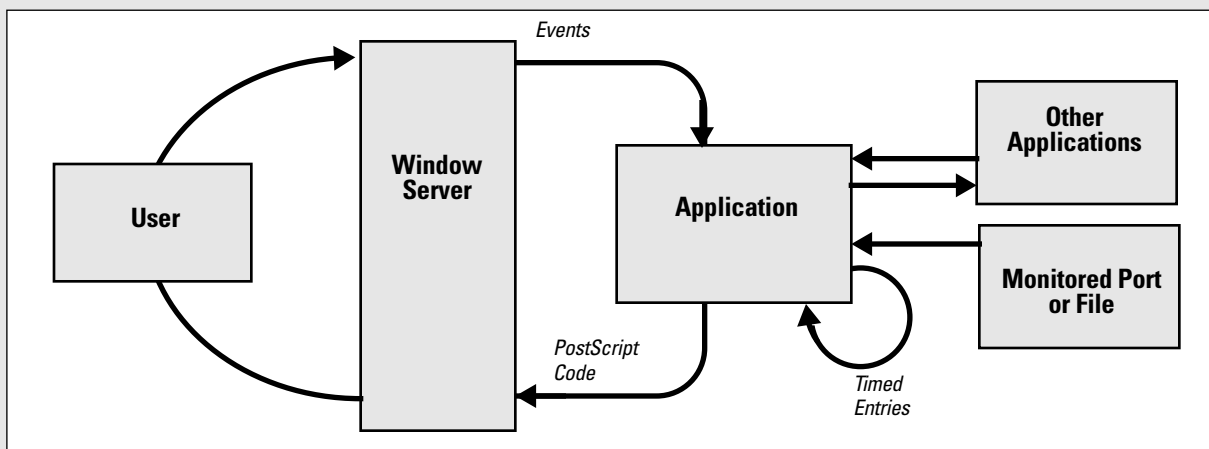 Events
User
Window
Server
Application
Other
Applications
Monitored Port
or File
PostScript
Code
Timed
Entries